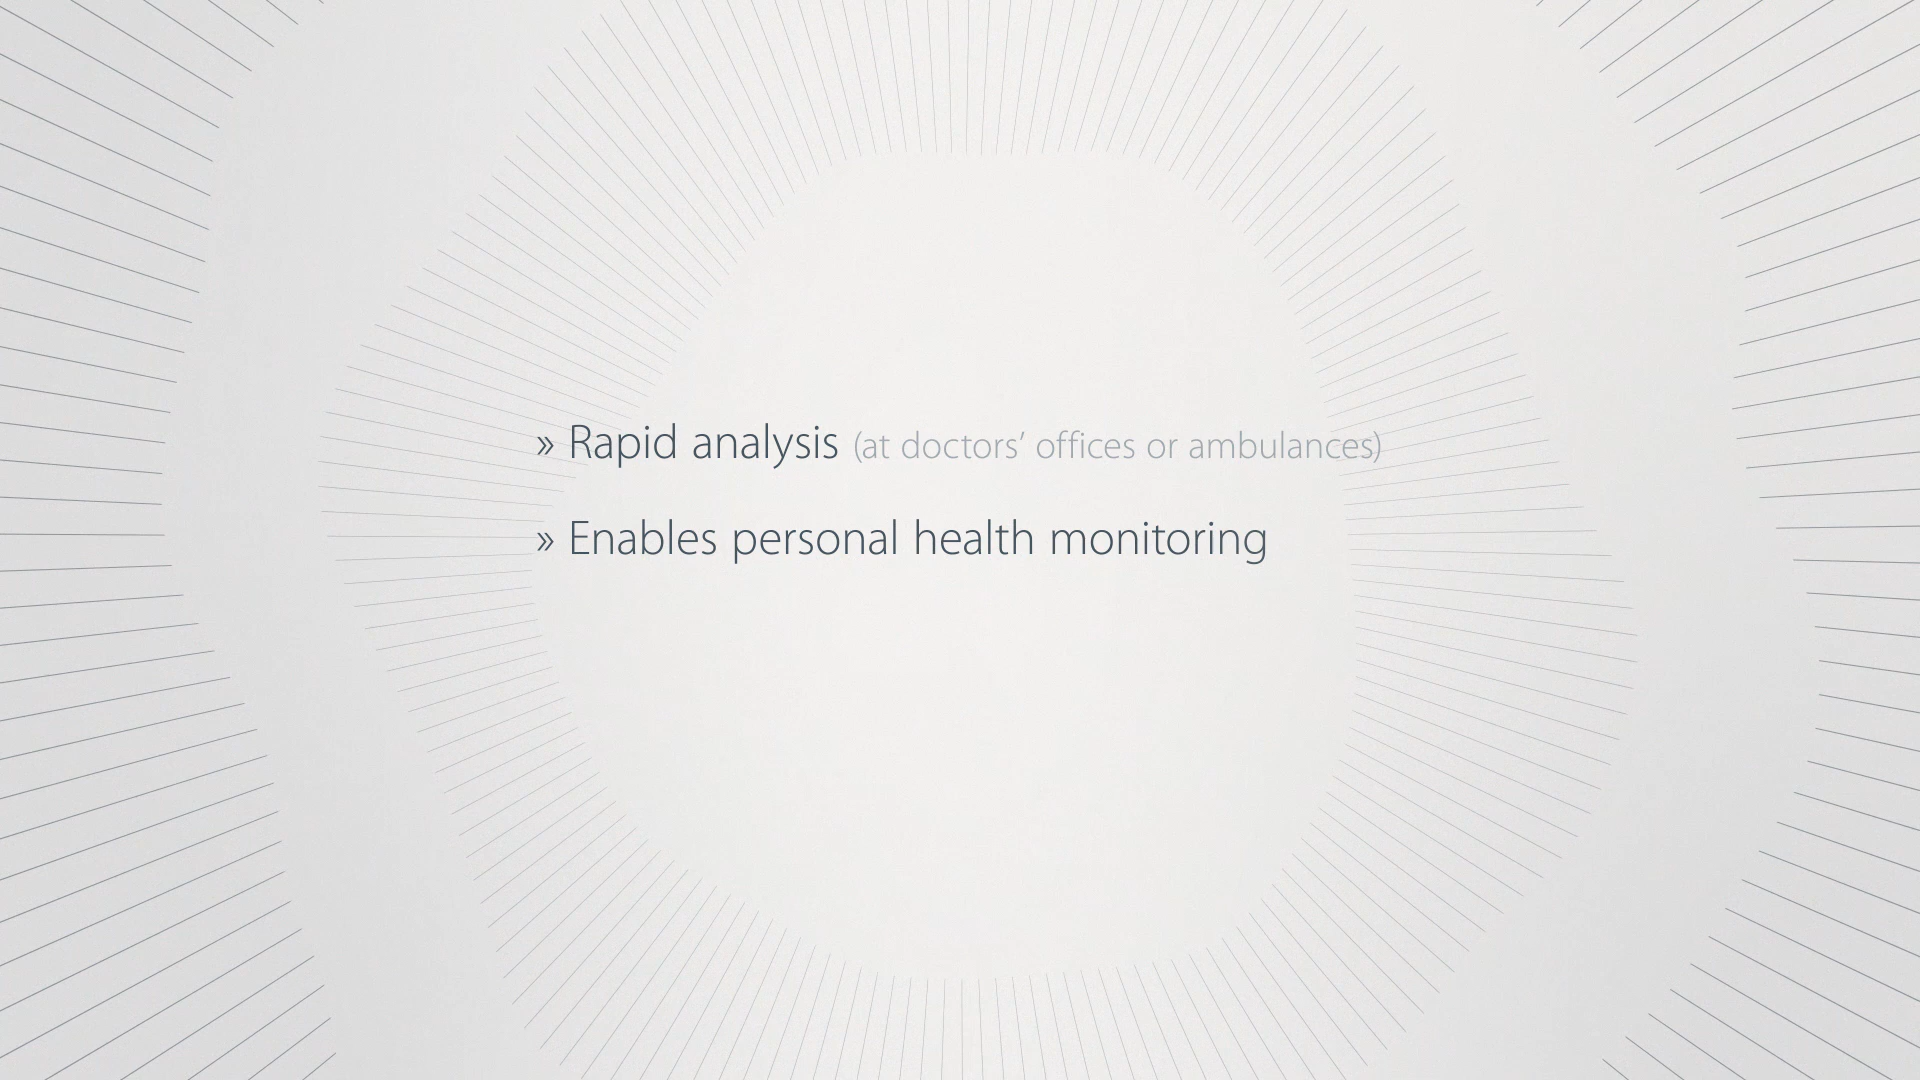 » Rapid analysis (at doctors’ offices or ambulances)
» Enables personal health monitoring